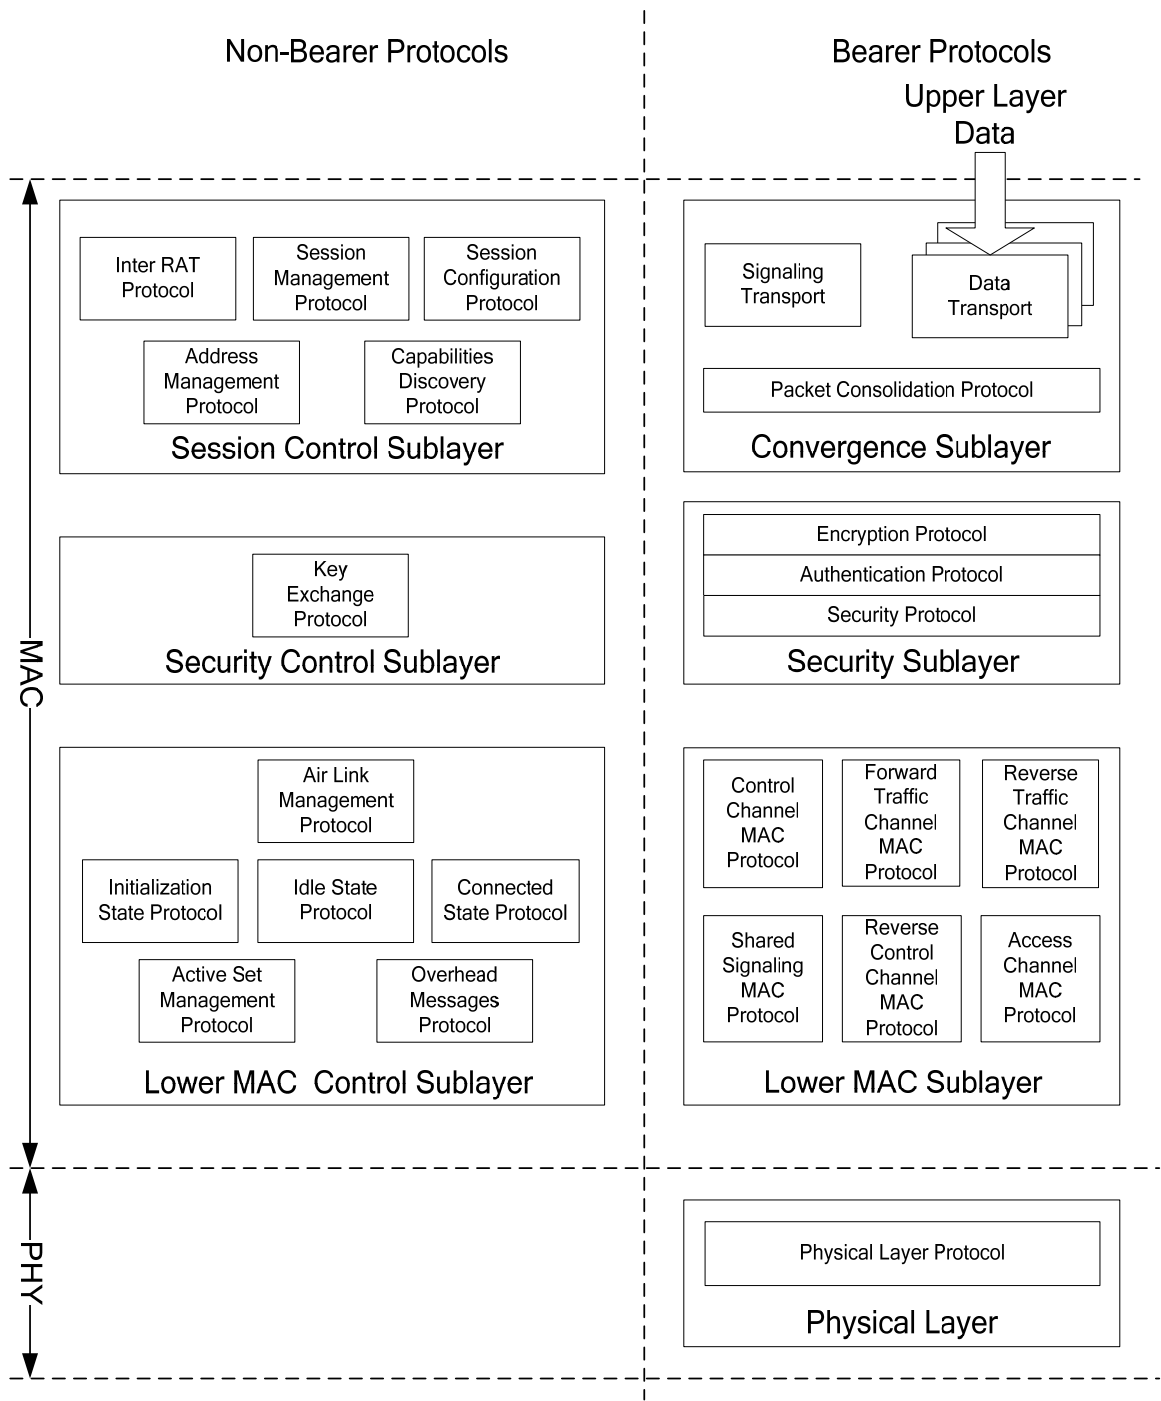 Non-Bearer Protocols
Bearer Protocols
Upper Layer
Data
MAC
Inter RAT
Protocol
Session
Management
Protocol
Session
Configuration
Protocol
Address
Management
Protocol
Capabilities
Discovery
Protocol
Session Control Sublayer
Signaling
Transport
Data
Transport
Packet Consolidation Protocol
Convergence Sublayer
Key
Exchange
Protocol
Security Control Sublayer
Encryption Protocol
Authentication Protocol
Security Protocol
Security Sublayer
Air Link
Management
Protocol
Initialization
State Protocol
Idle State
Protocol
Connected
State Protocol
Active Set
Management
Protocol
Overhead
Messages
Protocol
Lower MAC  Control Sublayer
Control
Channel
MAC
Protocol
Forward
Traffic
Channel
MAC
Protocol
Reverse
Traffic
Channel
MAC
Protocol
Shared
Signaling
MAC
Protocol
Reverse
Control
Channel
MAC
Protocol
Access
Channel
MAC
Protocol
Lower MAC Sublayer
PHY
Physical Layer Protocol
Physical Layer